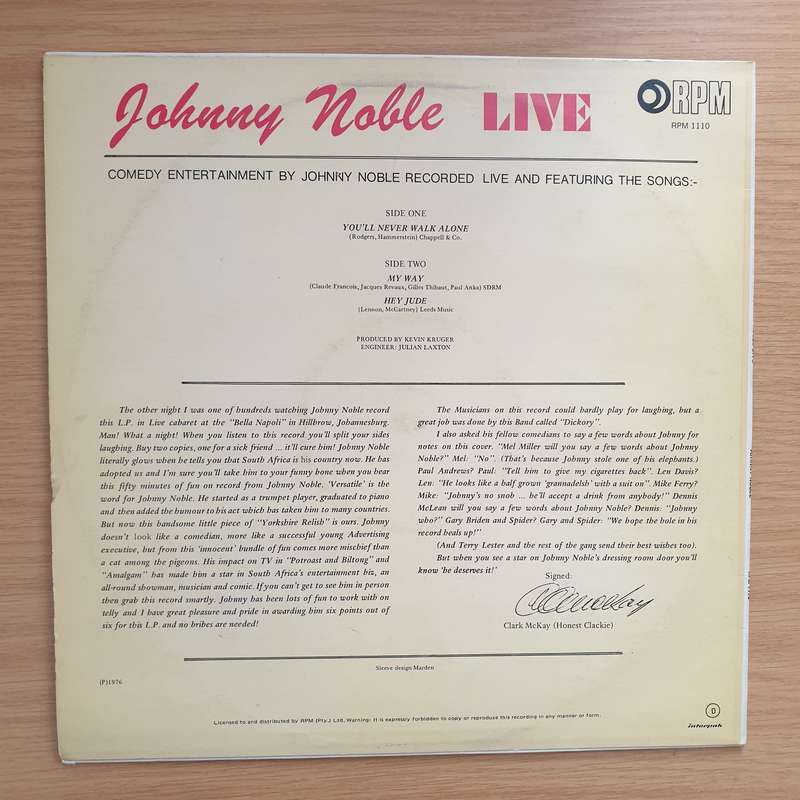 Johnny Noble LIVE
RPM
RPM 1110
COMEDY ENTERTAINMENT BY JOHNNY NOBLE RECORDED LIVE AND FEATURING THE SONGS:-
SIDE ONE
YOU'LL NEVER WALK ALONE
(Rodgers, Hammerstein) Chappell & Co.
SIDE TWO
MY WAY
(Claude Francois, Jacques Revaux, Gilles Thibaut, Paul Anka) SDRM
HEY JUDE
(Lennon, McCartney) Leeds Music
PRODUCED BY KEVIN KRUGER
ENGINEER: JULIAN LAXTON
The other night I was one of hundreds watching Johnny Noble record
this L.P. in Live cabaret at the "Bella Napoli" in Hillbrow, Johannesburg.
Man! What a night! When you listen to this record you'll split your sides
laughing. Buy two copies, one for a sick friend ... it'll cure him! Johnny Noble
literally glows when he tells you that South Africa is his country now. He has
adopted us and I'm sure you'll take him to your funny bone when you hear
this fifty minutes of fun on record from Johnny Noble. 'Versatile' is the
word for Johnny Noble. He started as a trumpet player, graduated to piano
and then added the humour to his act which has taken him to many countries.
But now this handsome little piece of "Yorkshire Relish" is ours. Johnny
doesn't look like a comedian, more like a successful young Advertising
executive, but from this 'innocent' bundle of fun comes more mischief than
a cat among the pigeons. His impact on TV in "Potroast and Biltong" and
"Amalgam" has made him a star in South Africa's entertainment biz, an
all-round showman, musician and comic. If you can't get to see him in person
then grab this record smartly. Johnny has been lots of fun to work with on
telly and I have great pleasure and pride in awarding him six points out of
six for this L.P. and no bribes are needed!
The Musicians on this record could hardly play for laughing, but a
great job was done by this Band called "Dickory".
I also asked his fellow comedians to say a few words about Johnny for
notes on this cover. "Mel Miller will you say a few words about Johnny
Noble?" Mel: "No". (That's because Johnny stole one of his elephants.)
Paul Andrews? Paul: "Tell him to give my cigarettes back". Len Davis?
Len: "He looks like a half grown 'grannadelsh' with a suit on". Mike Ferry?
Mike: "Johnny's no snob ... he'll accept a drink from anybody!" Dennis
McLean will you say a few words about Johnny Noble? Dennis: "Johnny
who?" Gary Briden and Spider? Gary and Spider: "We hope the hole in his
record heals up!"
(And Terry Lester and the rest of the gang send their best wishes too).
But when you see a star on Johnny Noble's dressing room door you'll
know 'he deserves it!'
Signed:
Clark McKay (Honest Clackie)
Sleeve design Marden
(P)1976
Licensed to and distributed by RPM (Pty.) Ltd. Warning: It is expressly forbidden to copy or reproduce this recording in any manner or form.
interpak